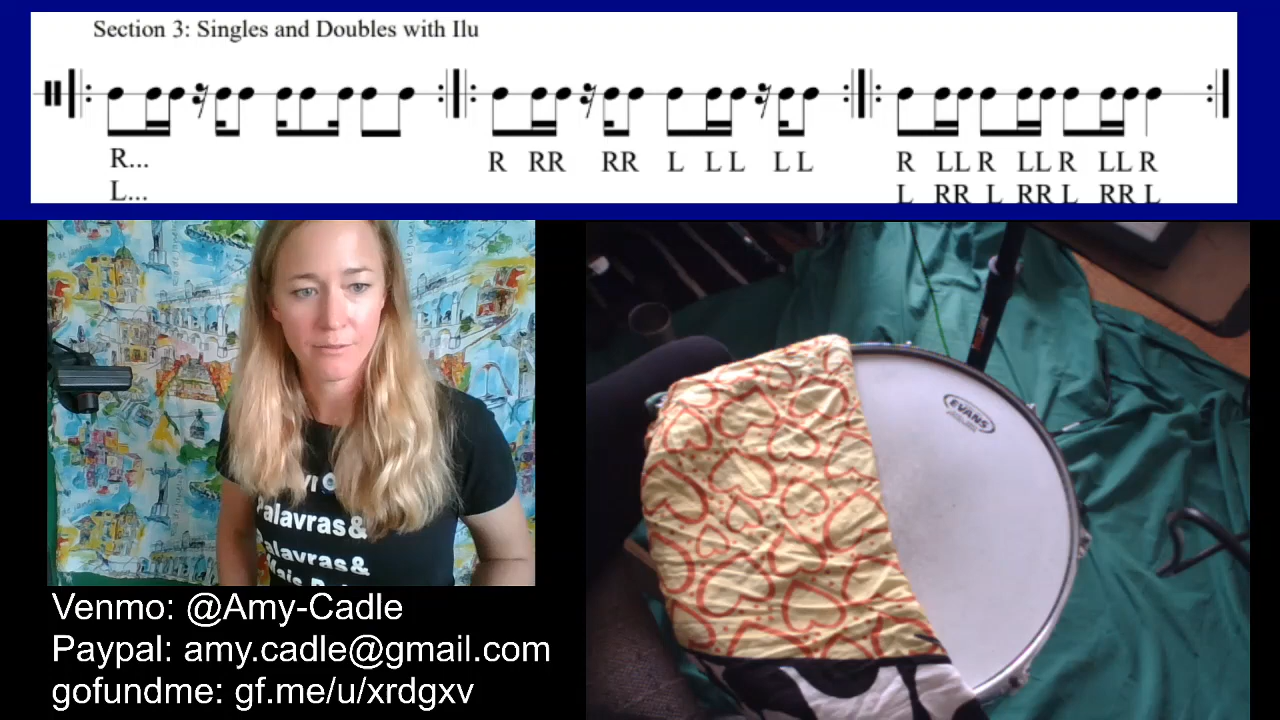 Section 3: Singles and Doubles with Ilu
R... R RR RR L LL LL R LL R LL R LL R
L... L RR L RR L RR L
Palavras&
Palavras&
EVANS
Venmo: @Amy-Cadle
Paypal: amy.cadle@gmail.com
gofundme: gf.me/u/xrdgxv